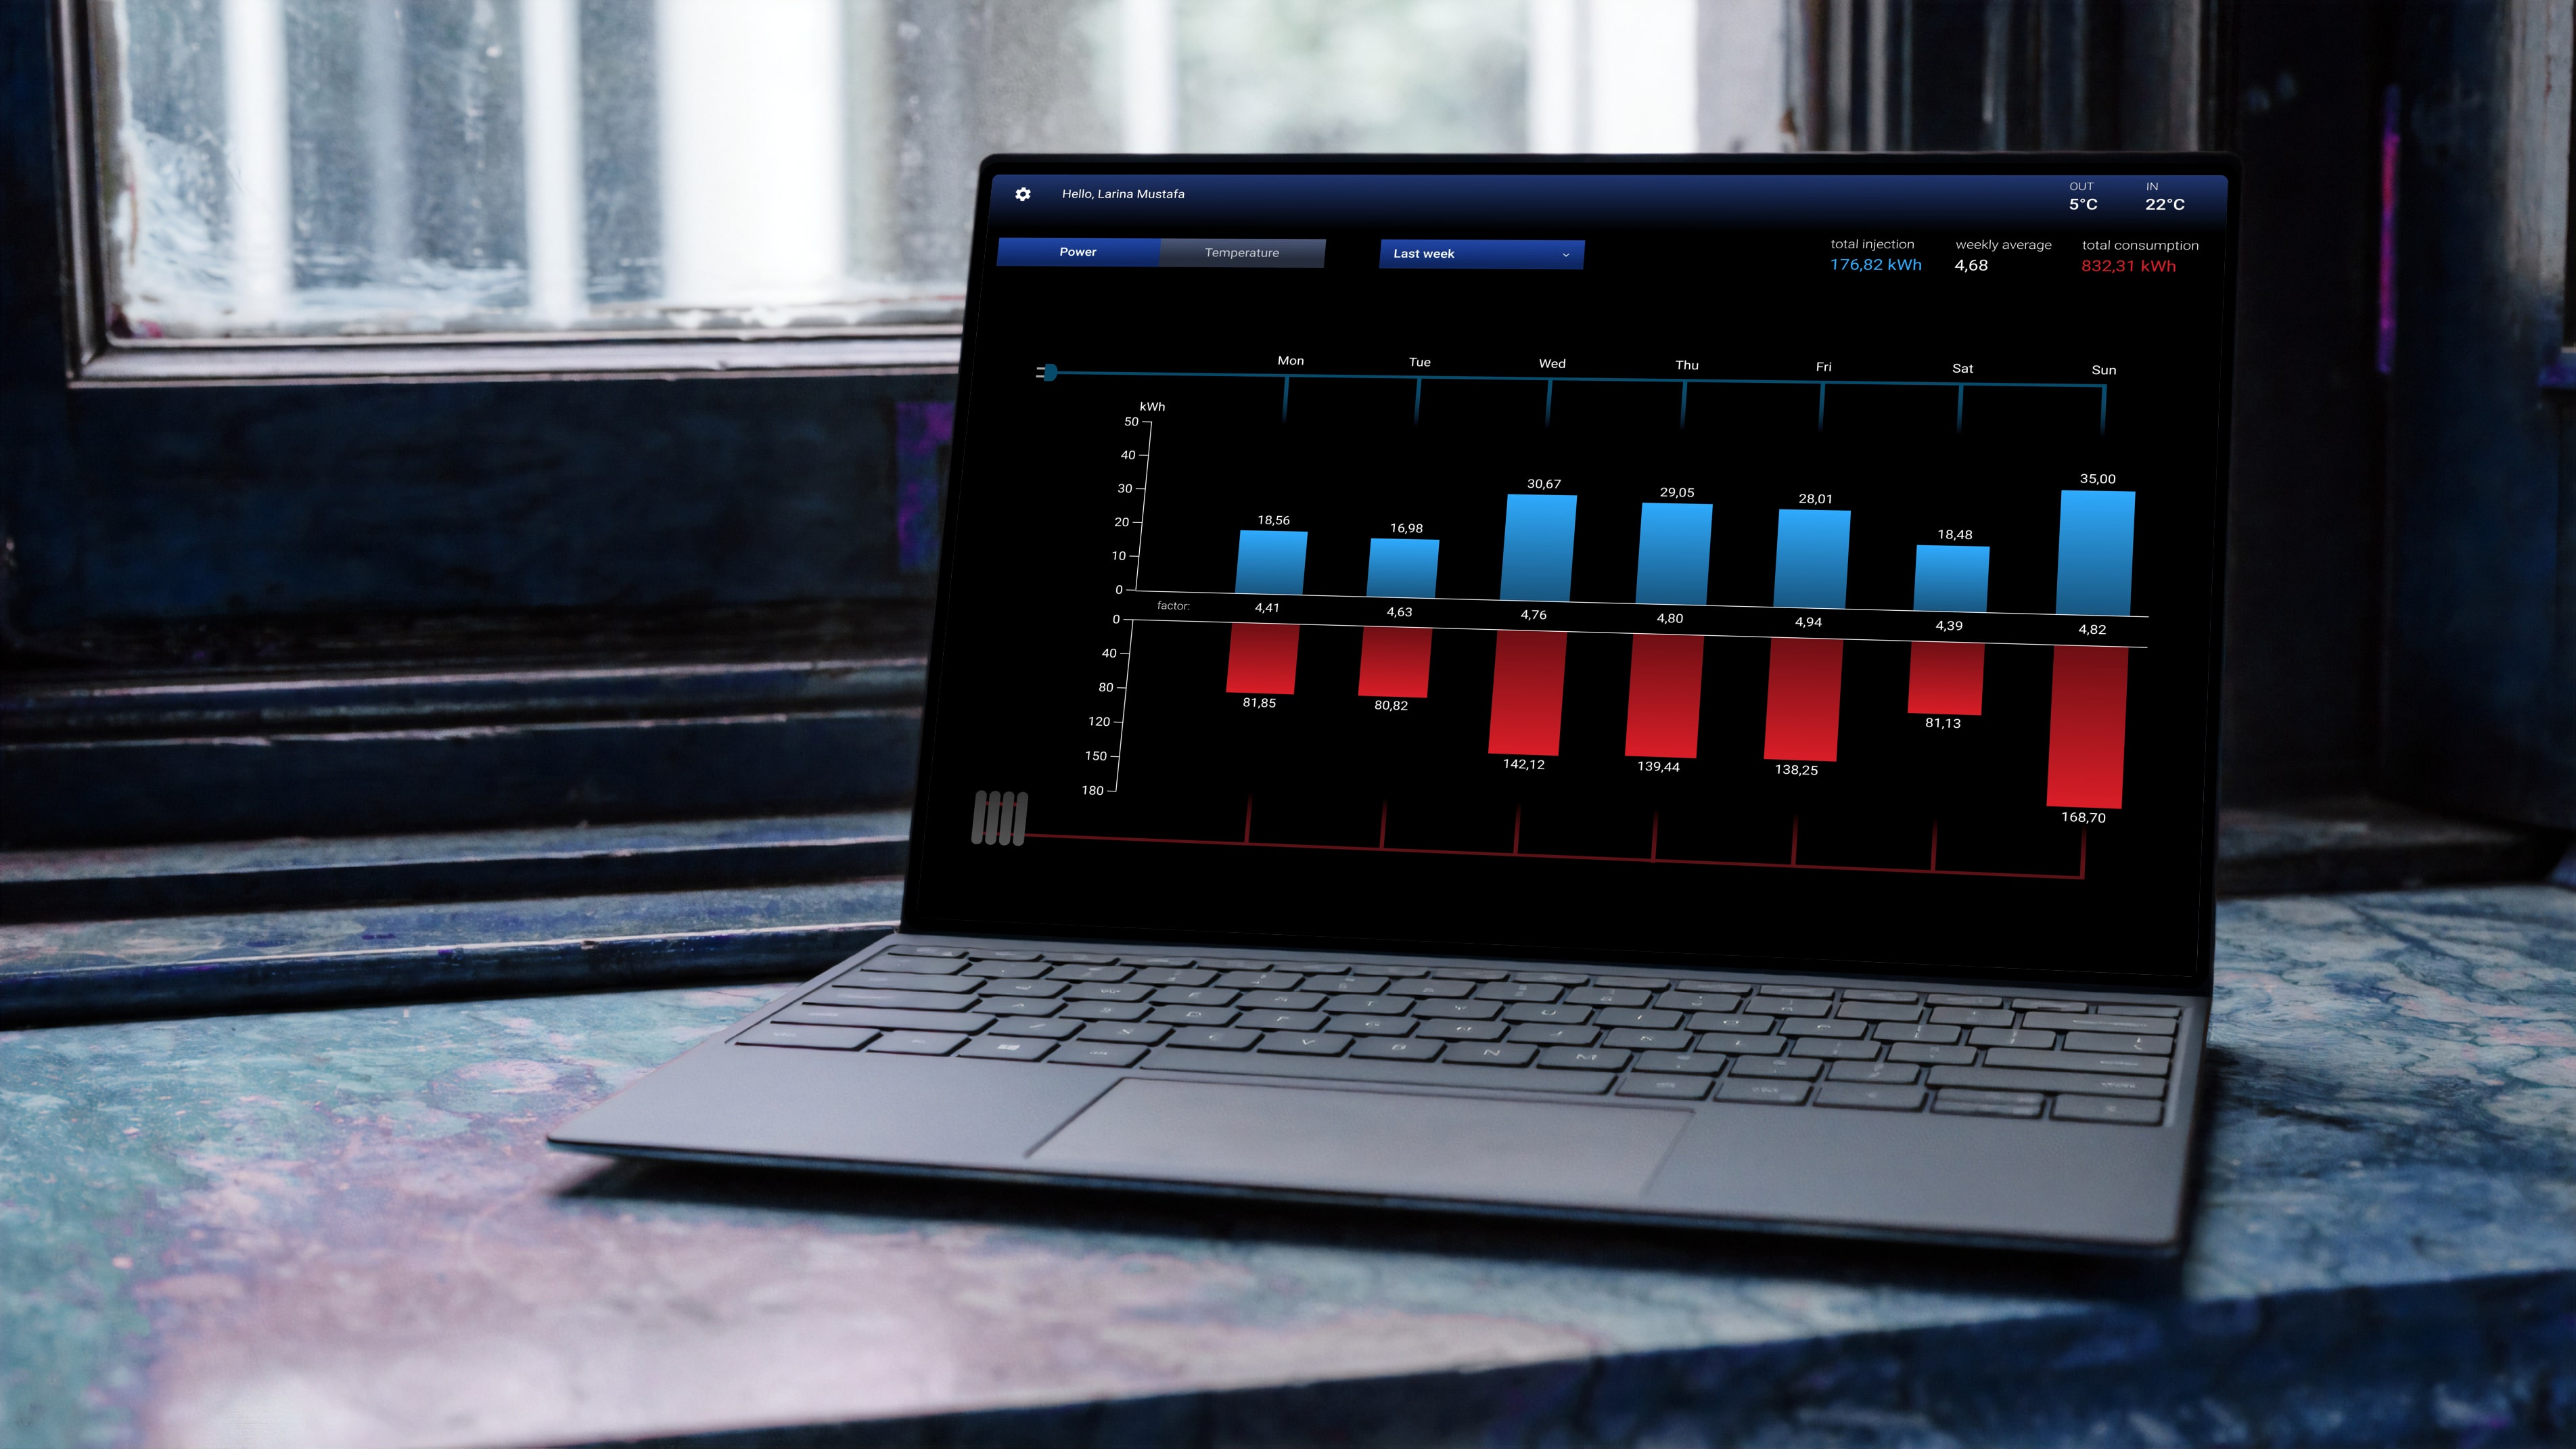 Hello, Larina Mustafa
OUT IN
5°C 22°C
Power Temperature Last week
total injection weekly average total consumption
176,82 kWh 4,68 832,31 kWh
Mon Tue Wed Thu Fri Sat Sun
kWh
50
40
30
20
10
0
18,56 16,98 30,67 29,05 28,01 18,48 35,00
factor: 4,41 4,63 4,76 4,80 4,94 4,39 4,82
0
40
80
120
150
180
81,85 80,82 142,12 139,44 138,25 81,13 168,70